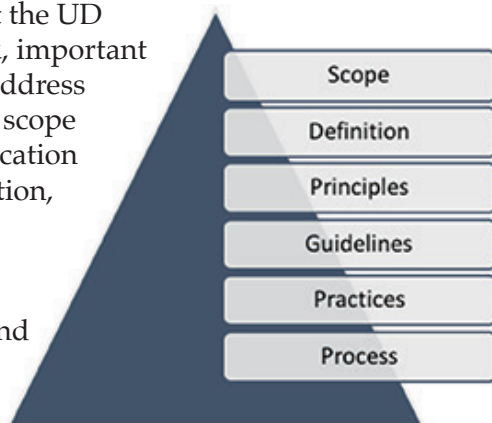 the UD
, important
ddress
scope
cation
tion,
nd
Scope
Definition
Principles
Guidelines
Practices
Process